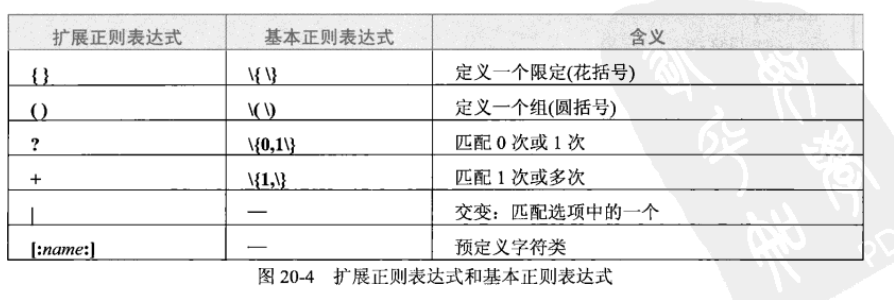 扩展正则表达式 基本正则表达式 含义
{ } \{ \} 定义一个限定(花括号)
( ) \( \) 定义一个组(圆括号)
? \{0,1\} 匹配 0 次或 1 次
+ \{1,\} 匹配 1 次或多次
| — 交变：匹配选项中的一个
[:name:] — 预定义字符类
图 20-4 扩展正则表达式和基本正则表达式
PD